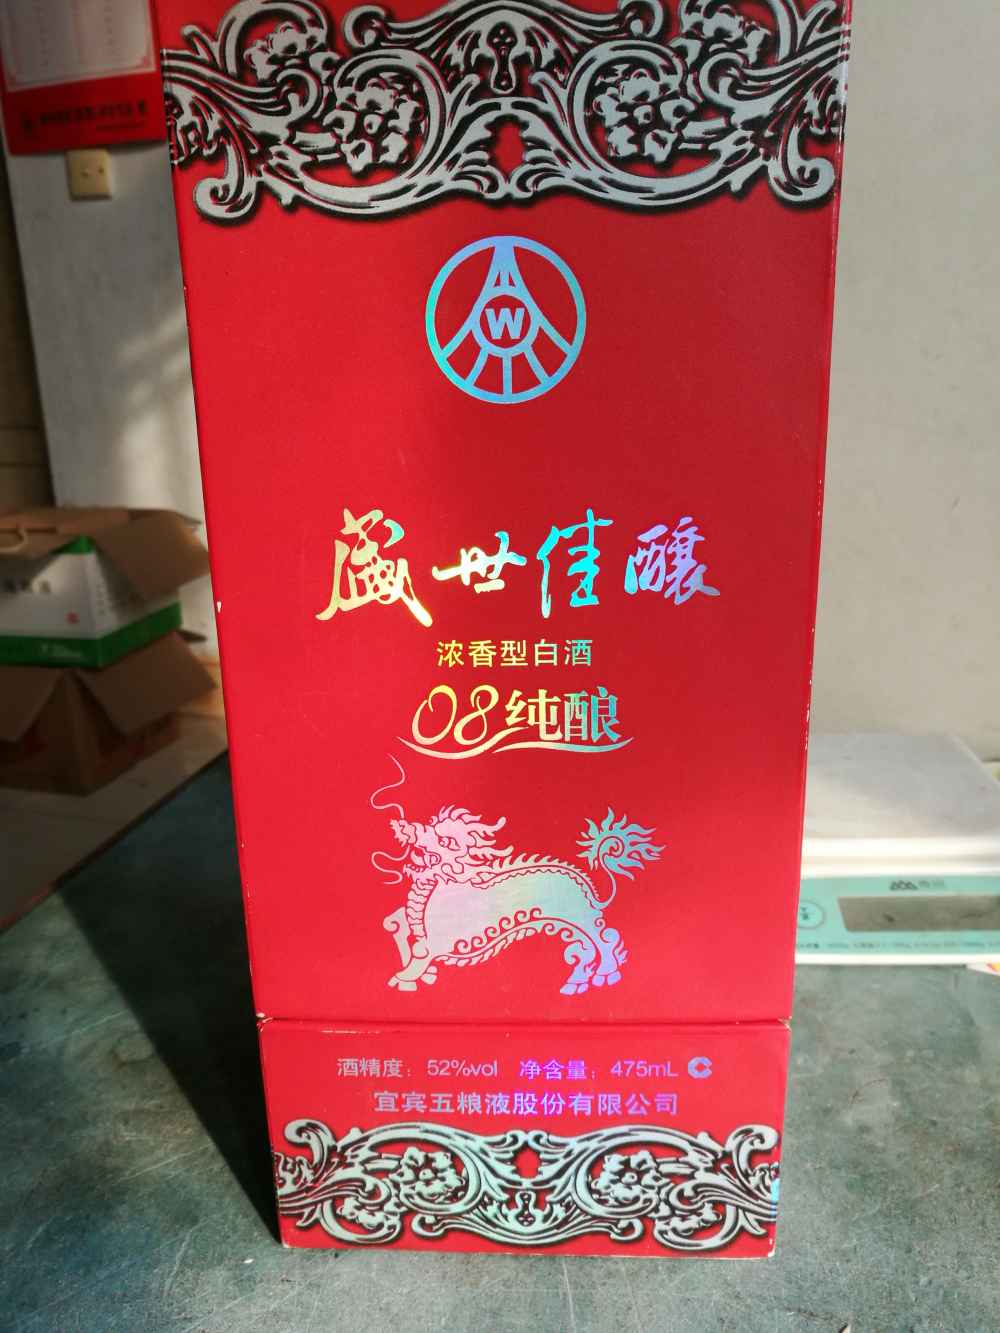 W
盛世佳釀
浓香型白酒
08纯酿
酒精度：52%vol 净含量：475mL C
宜宾五粮液股份有限公司